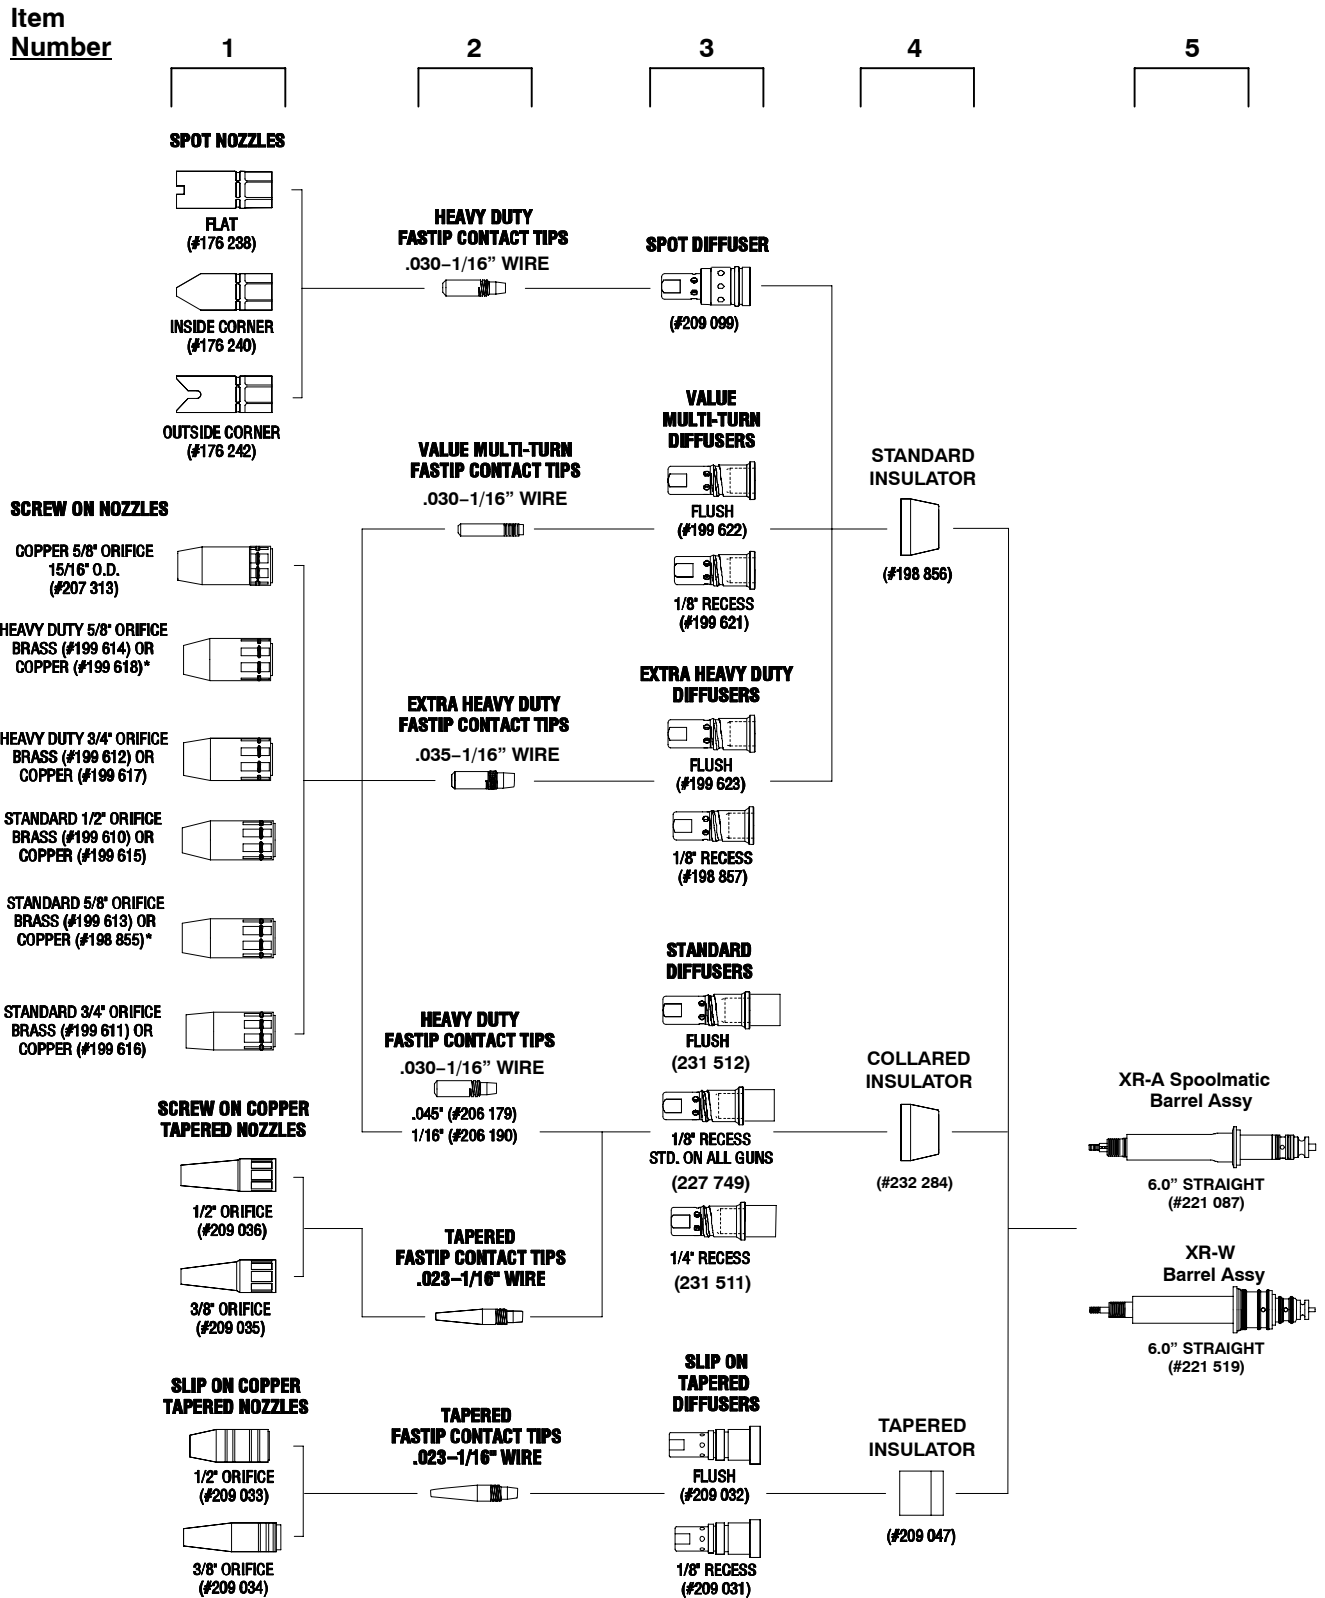 Item
Number
1
2
3
4
5
SPOT NOZZLES
FLAT
(#176 238)
INSIDE CORNER
(#176 240)
OUTSIDE CORNER
(#176 242)
SCREW ON NOZZLES
COPPER 5/8" ORIFICE
15/16" O.D.
(#207 313)
HEAVY DUTY 5/8" ORIFICE
BRASS (#199 614) OR
COPPER (#199 618)*
HEAVY DUTY 3/4" ORIFICE
BRASS (#199 612) OR
COPPER (#199 617)
STANDARD 1/2" ORIFICE
BRASS (#199 610) OR
COPPER (#199 615)
STANDARD 5/8" ORIFICE
BRASS (#199 613) OR
COPPER (#198 855)*
STANDARD 3/4" ORIFICE
BRASS (#199 611) OR
COPPER (#199 616)
SCREW ON COPPER
TAPERED NOZZLES
1/2" ORIFICE
(#209 036)
3/8" ORIFICE
(#209 035)
SLIP ON COPPER
TAPERED NOZZLES
1/2" ORIFICE
(#209 033)
3/8" ORIFICE
(#209 034)
HEAVY DUTY
FASTIP CONTACT TIPS
.030–1/16” WIRE
VALUE MULTI-TURN
FASTIP CONTACT TIPS
.030–1/16” WIRE
EXTRA HEAVY DUTY
FASTIP CONTACT TIPS
.035–1/16” WIRE
HEAVY DUTY
FASTIP CONTACT TIPS
.030–1/16” WIRE
.045" (#206 179)
1/16" (#206 190)
TAPERED
FASTIP CONTACT TIPS
.023–1/16" WIRE
TAPERED
FASTIP CONTACT TIPS
.023–1/16" WIRE
SPOT DIFFUSER
(#209 099)
VALUE
MULTI-TURN
DIFFUSERS
FLUSH
(#199 622)
1/8" RECESS
(#199 621)
EXTRA HEAVY DUTY
DIFFUSERS
FLUSH
(#199 623)
1/8" RECESS
(#198 857)
STANDARD
DIFFUSERS
FLUSH
(231 512)
1/8" RECESS
STD. ON ALL GUNS
(227 749)
1/4" RECESS
(231 511)
SLIP ON
TAPERED
DIFFUSERS
FLUSH
(#209 032)
1/8" RECESS
(#209 031)
STANDARD
INSULATOR
(#198 856)
COLLARED
INSULATOR
(#232 284)
TAPERED
INSULATOR
(#209 047)
XR-A Spoolmatic
Barrel Assy
6.0” STRAIGHT
(#221 087)
XR-W
Barrel Assy
6.0” STRAIGHT
(#221 519)